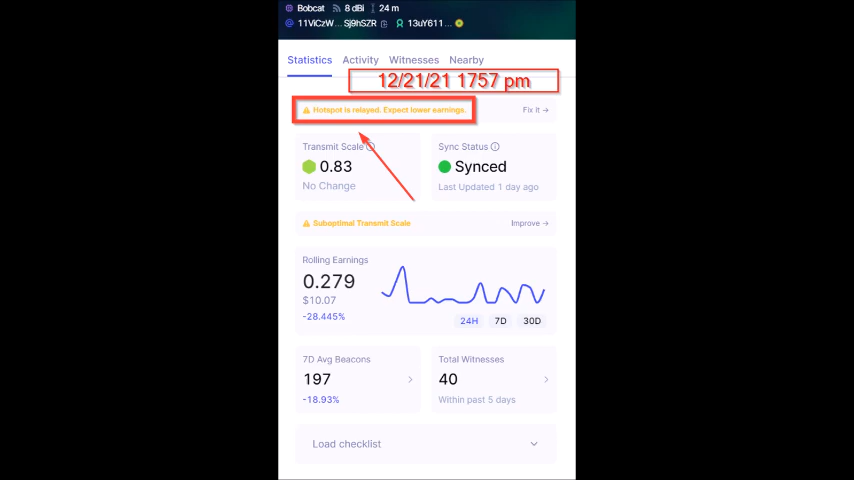 Bobcat 8 dBi 24 m
11ViCzW...Sj9hSZR 13uY611...
Statistics Activity Witnesses Nearby
12/21/21 1757 pm
Hotspot is relayed. Expect lower earnings. Fix it →
Transmit Scale Sync Status
0.83 Synced
No Change Last Updated 1 day ago
Suboptimal Transmit Scale Improve →
Rolling Earnings
0.279
$10.07
-28.445%
24H 7D 30D
7D Avg Beacons Total Witnesses
197 40
-18.93% Within past 5 days
Load checklist